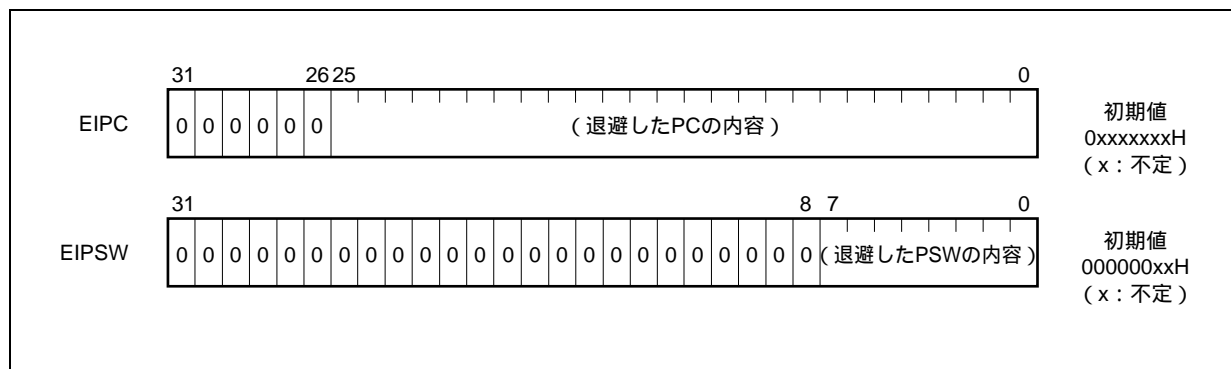 31 26 25 0
EIPC 0 0 0 0 0 0 (退避したPCの内容) 初期値
0xxxxxxxH
(x:不定)
31 8 7 0
EIPSW 0 0 0 0 0 0 0 0 0 0 0 0 0 0 0 0 0 0 0 0 0 0 0 0 (退避したPSWの内容) 初期値
000000xxH
(x:不定)